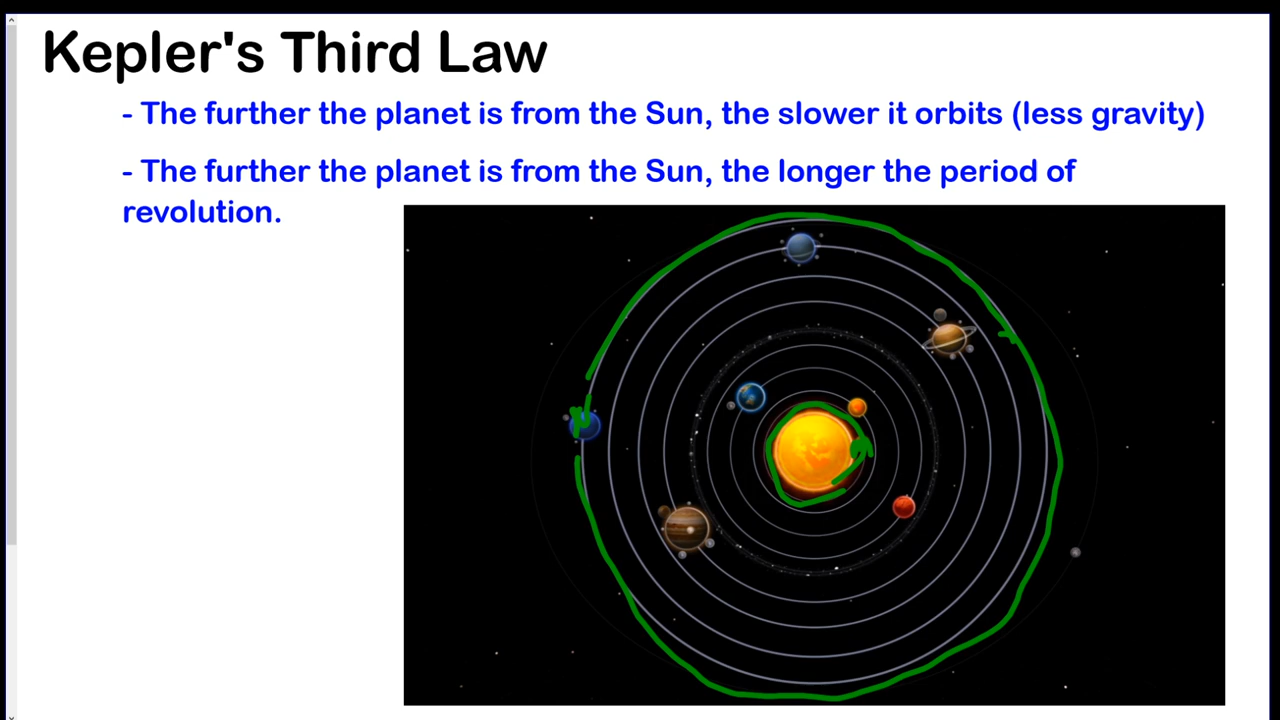 Kepler's Third Law
- The further the planet is from the Sun, the slower it orbits (less gravity)
- The further the planet is from the Sun, the longer the period of
revolution.